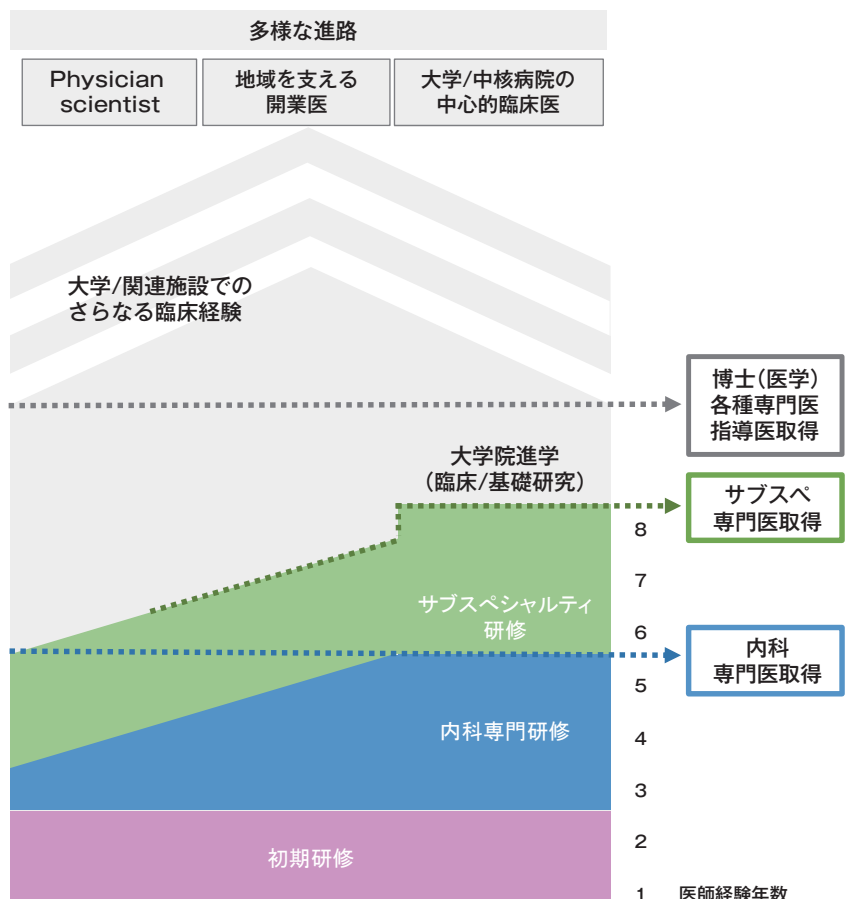 多様な進路
Physician
scientist
地域を支える
開業医
大学/中核病院の
中心的臨床医
大学/関連施設での
さらなる臨床経験
博士(医学)
各種専門医
指導医取得
大学院進学
(臨床/基礎研究)
サブスペ
専門医取得
8
7
サブスペシャルティ
研修
6
内科
専門医取得
5
内科専門研修
4
3
2
初期研修
1 医師経験年数